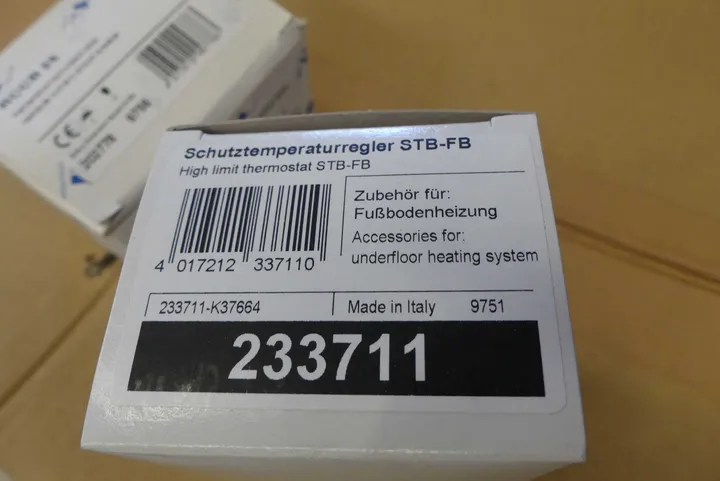 Schutztemperaturregler STB-FB
High limit thermostat STB-FB
Zubehör für:
Fußbodenheizung
Accessories for:
underfloor heating system
4 017212 337110
233711-K37664 Made in Italy 9751
233711
CE